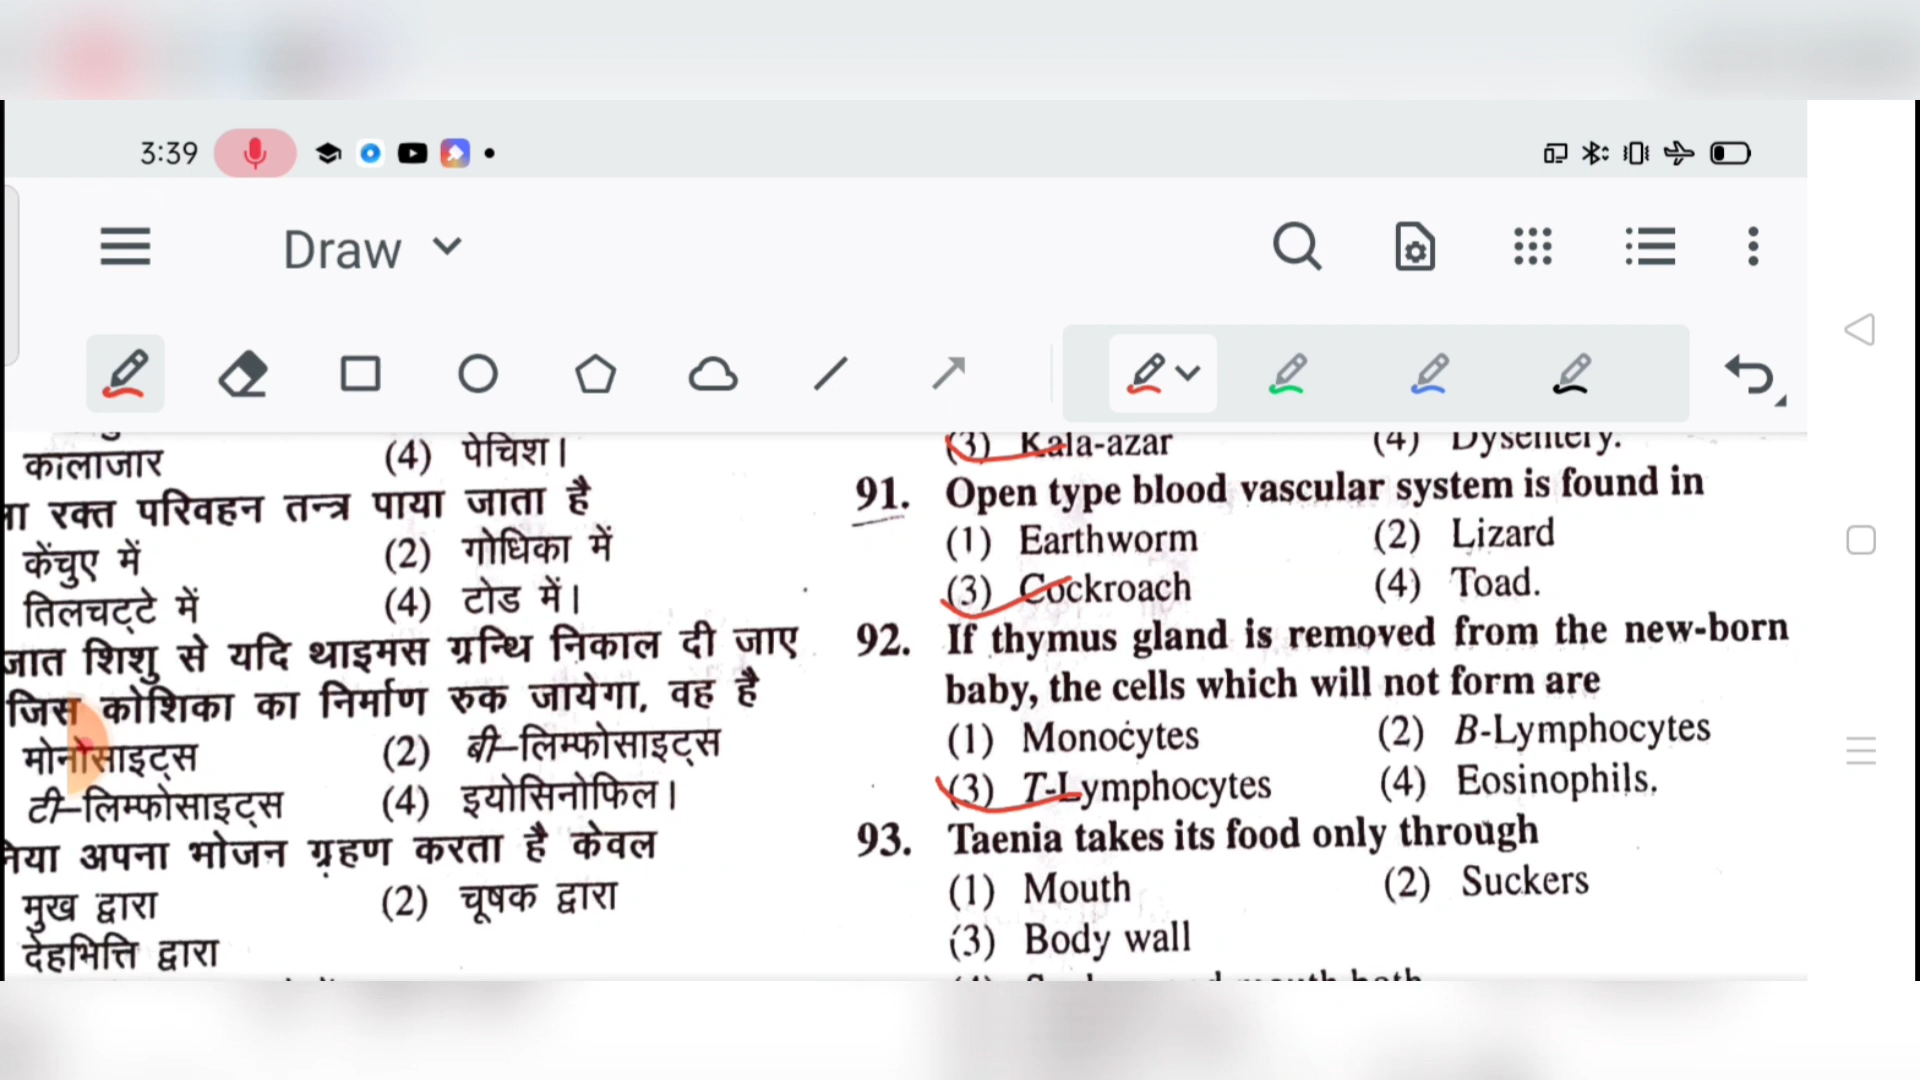 3:39
Draw
कालाजार (4) पेचिश।
रक्त परिवहन तन्त्र पाया जाता है
केंचुए में (2) गोधिका में
तिलचट्टे में (4) टोड में।
जात शिशु से यदि थाइमस ग्रन्थि निकाल दी जाए
जिस कोशिका का निर्माण रुक जायेगा, वह है
मोनोसाइट्स (2) बी–लिम्फोसाइट्स
टी–लिम्फोसाइट्स (4) इयोसिनोफिल।
अपना भोजन ग्रहण करता है केवल
मुख द्वारा (2) चूषक द्वारा
देहभित्ति द्वारा
(3) Kala-azar (4) Dysentery.
91. Open type blood vascular system is found in
(1) Earthworm (2) Lizard
(3) Cockroach (4) Toad.
92. If thymus gland is removed from the new-born
baby, the cells which will not form are
(1) Monocytes (2) B-Lymphocytes
(3) T-Lymphocytes (4) Eosinophils.
93. Taenia takes its food only through
(1) Mouth (2) Suckers
(3) Body wall